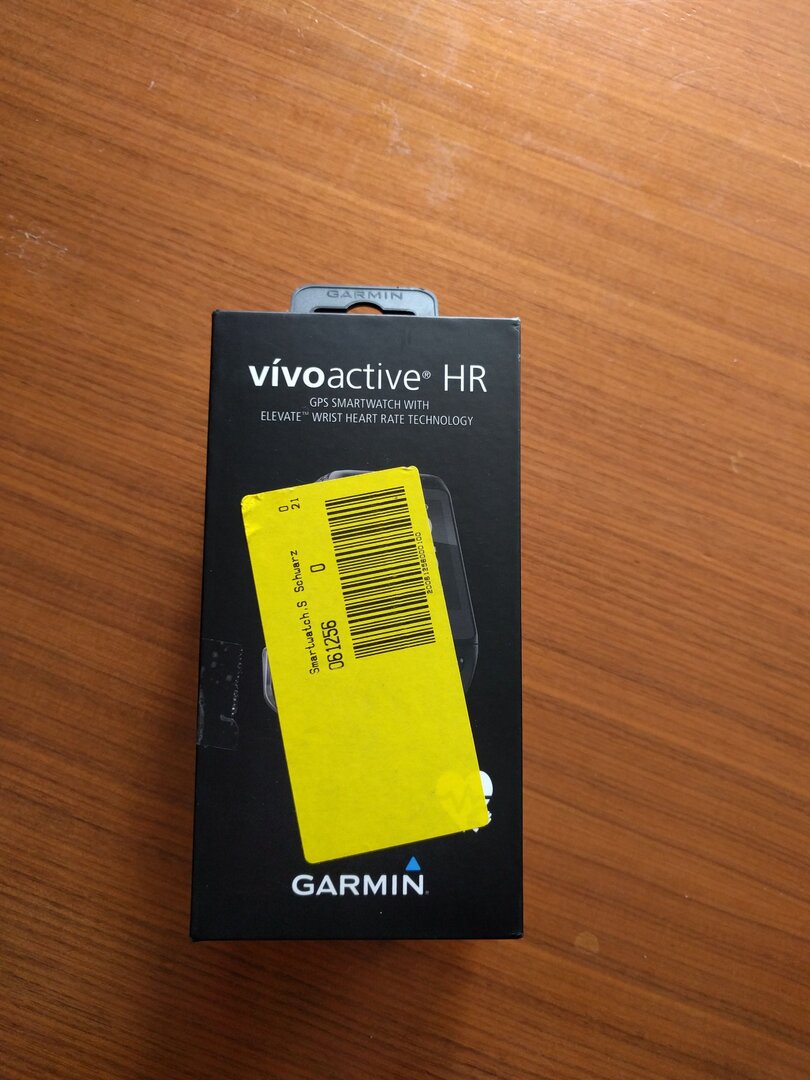 GARMIN
vívoactive® HR
GPS SMARTWATCH WITH
ELEVATE™ WRIST HEART RATE TECHNOLOGY
0
21
Smartwatch.S Schwarz
061256 0
GARMIN